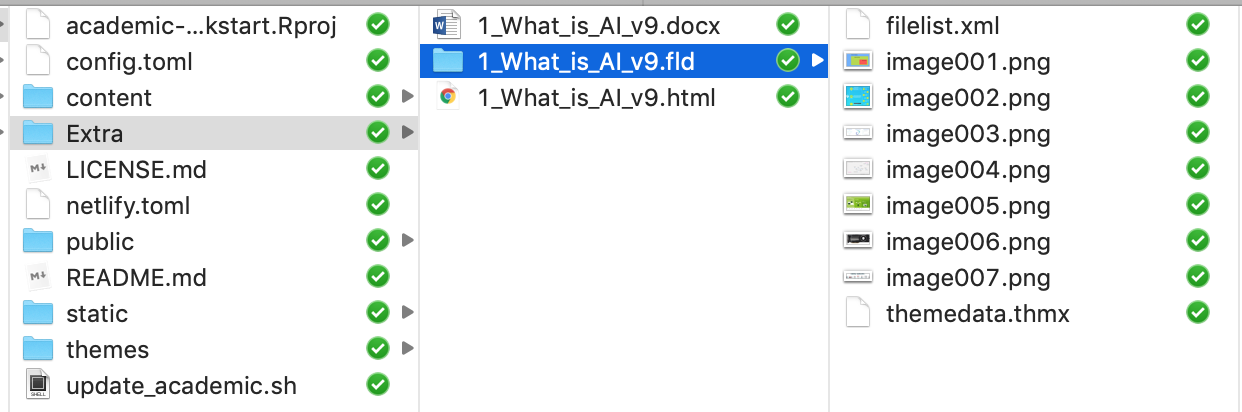 academic-...kstart.Rproj
config.toml
content
Extra
LICENSE.md
netlify.toml
public
README.md
static
themes
update_academic.sh
1_What_is_AI_v9.docx
1_What_is_AI_v9.fld
1_What_is_AI_v9.html
filelist.xml
image001.png
image002.png
image003.png
image004.png
image005.png
image006.png
image007.png
themedata.thmx